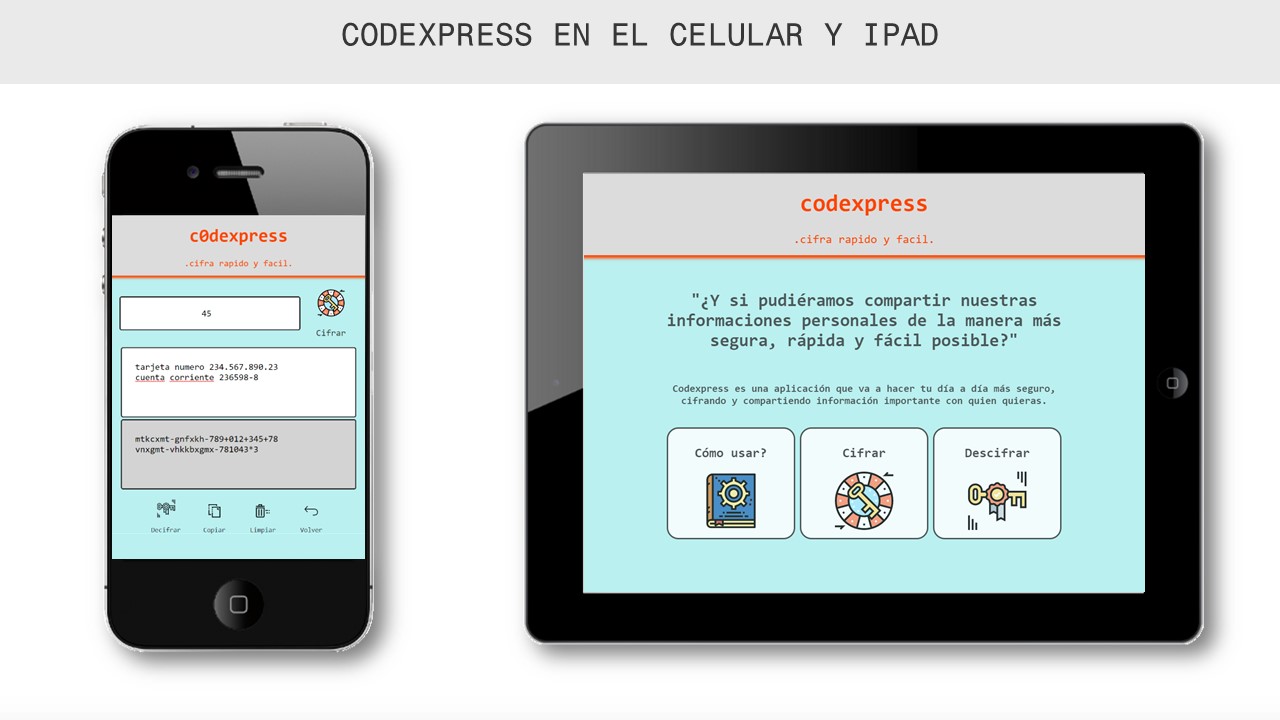 CODEXPRESS EN EL CELULAR Y IPAD
c0dexpress
.cifra rapido y facil.
45
Cifrar
tarjeta numero 234.567.890.23
cuenta corriente 236598-8
mtkcxmt-gnfxkh-789+012+345+78
vnxgmt-vhkkbxgmx-781043*3
Decifrar
Copiar
Limpiar
Volver
codexpress
.cifra rapido y facil.
"¿Y si pudiéramos compartir nuestras
informaciones personales de la manera más
segura, rápida y fácil posible?"
Codexpress es una aplicación que va a hacer tu día a día más seguro,
cifrando y compartiendo información importante con quien quieras.
Cómo usar?
Cifrar
Descifrar